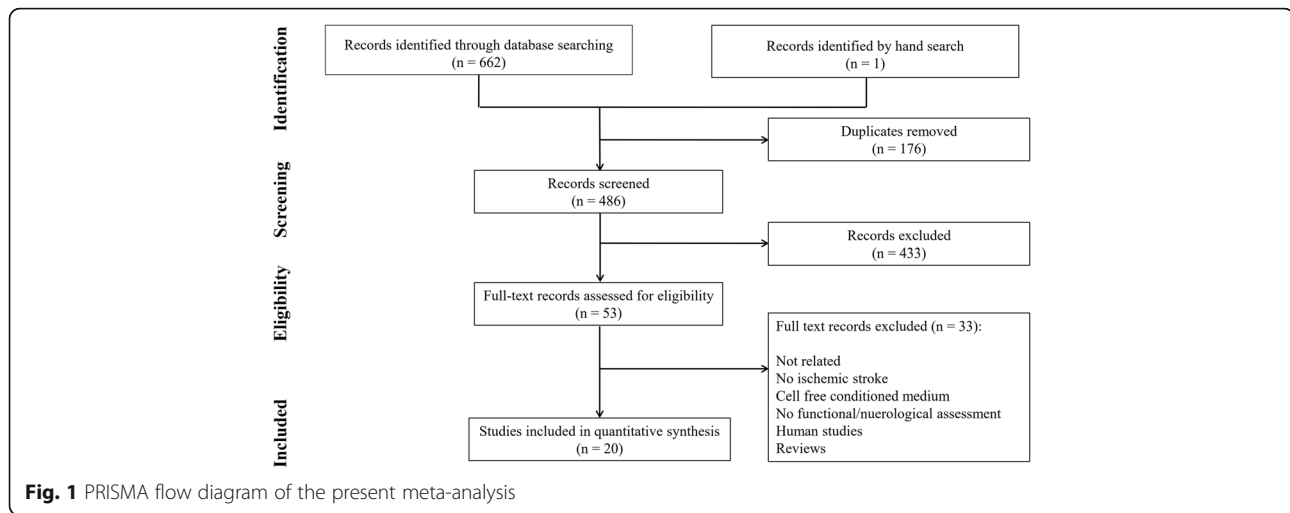 Identification
Records identified through database searching
(n = 662)
Records identified by hand search
(n = 1)
Duplicates removed
(n = 176)
Screening
Records screened
(n = 486)
Records excluded
(n = 433)
Eligibility
Full-text records assessed for eligibility
(n = 53)
Full text records excluded (n = 33):
Not related
No ischemic stroke
Cell free conditioned medium
No functional/nuerological assessment
Human studies
Reviews
Included
Studies included in quantitative synthesis
(n = 20)
Fig. 1 PRISMA flow diagram of the present meta-analysis